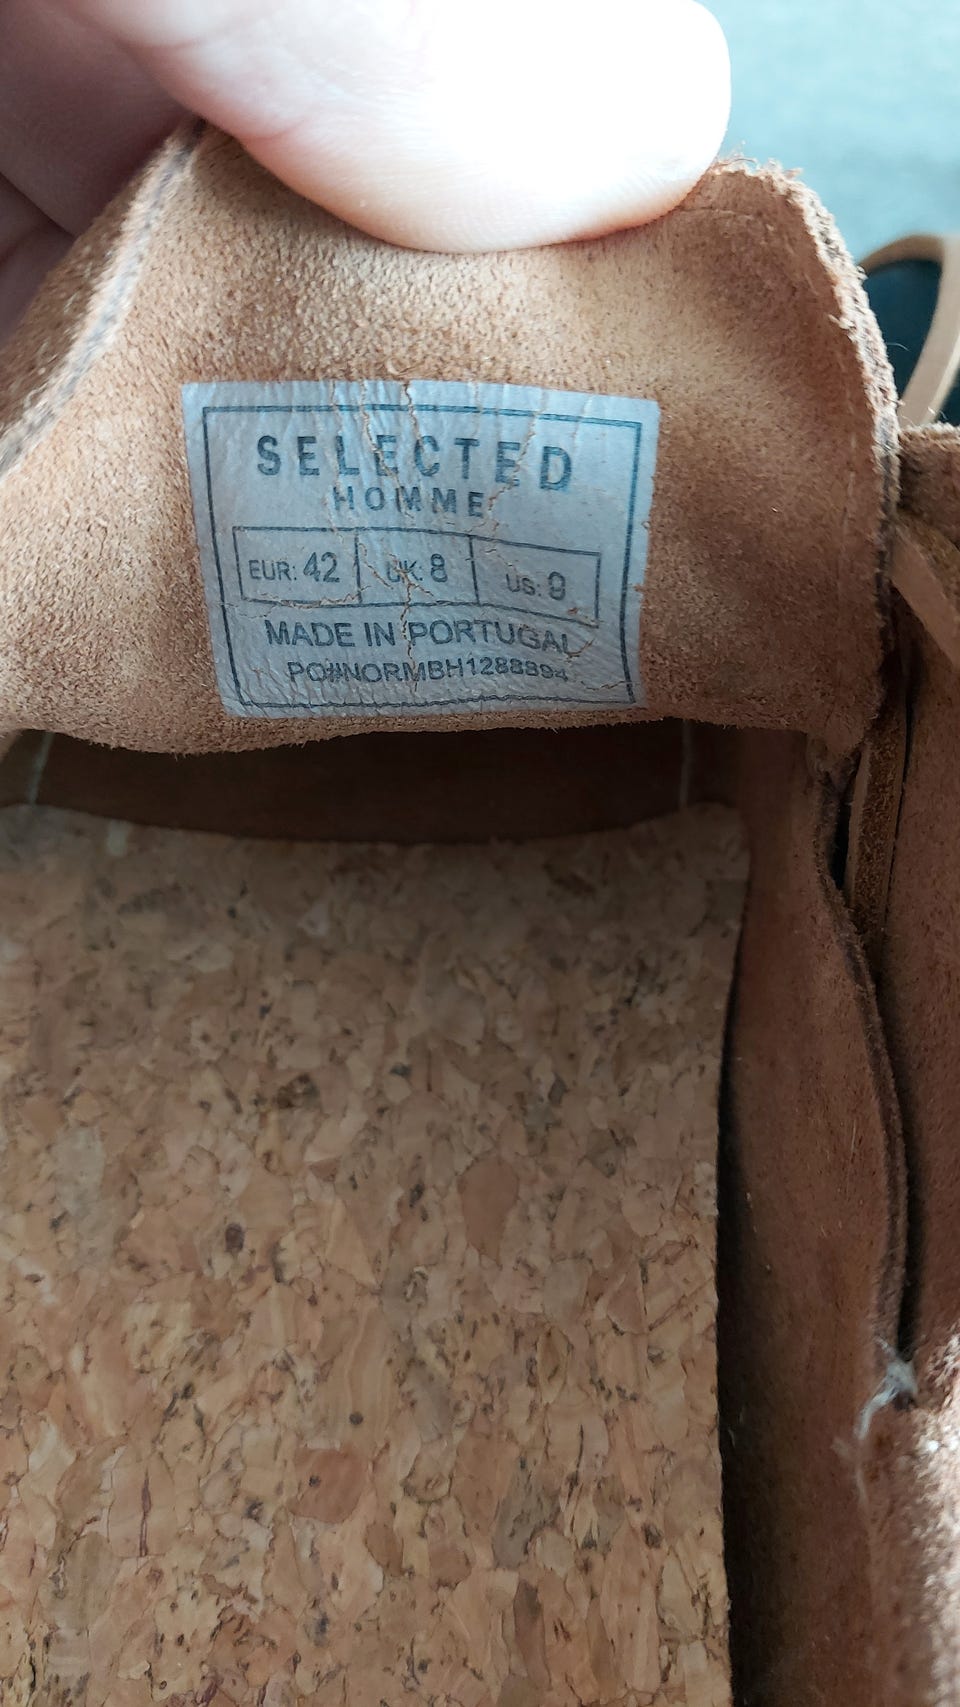 SELECTED
HOMME
EUR: 42 UK: 8 US: 9
MADE IN PORTUGAL
PO#NORMBH1288894